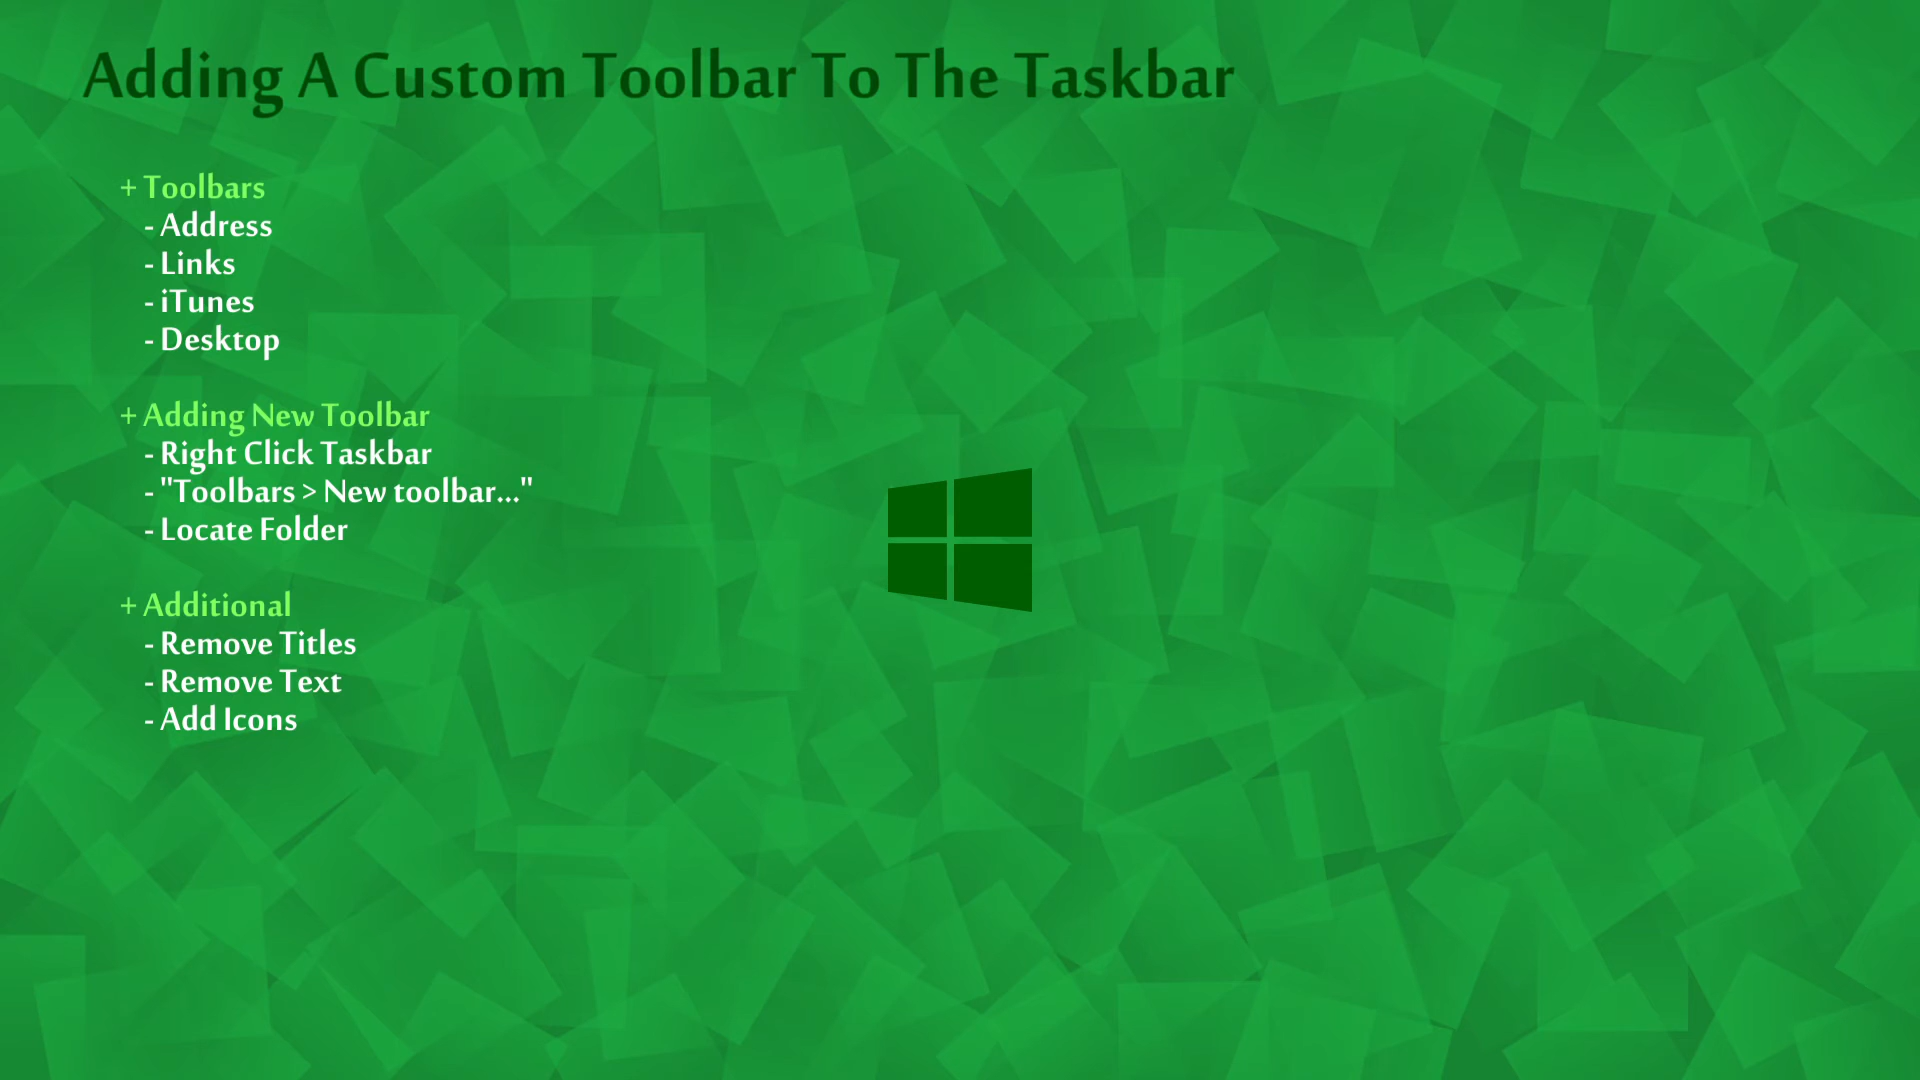 Adding A Custom Toolbar To The Taskbar
+ Toolbars
- Address
- Links
- iTunes
- Desktop
+ Adding New Toolbar
- Right Click Taskbar
- "Toolbars > New toolbar..."
- Locate Folder
+ Additional
- Remove Titles
- Remove Text
- Add Icons